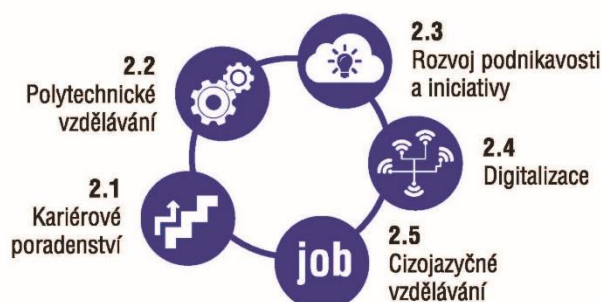 2.3
Rozvoj podnikavosti
a iniciativy
2.2
Polytechnické
vzdělávání
2.4
Digitalizace
2.1
Kariérové
poradenství
job
2.5
Cizojazyčné
vzdělávání